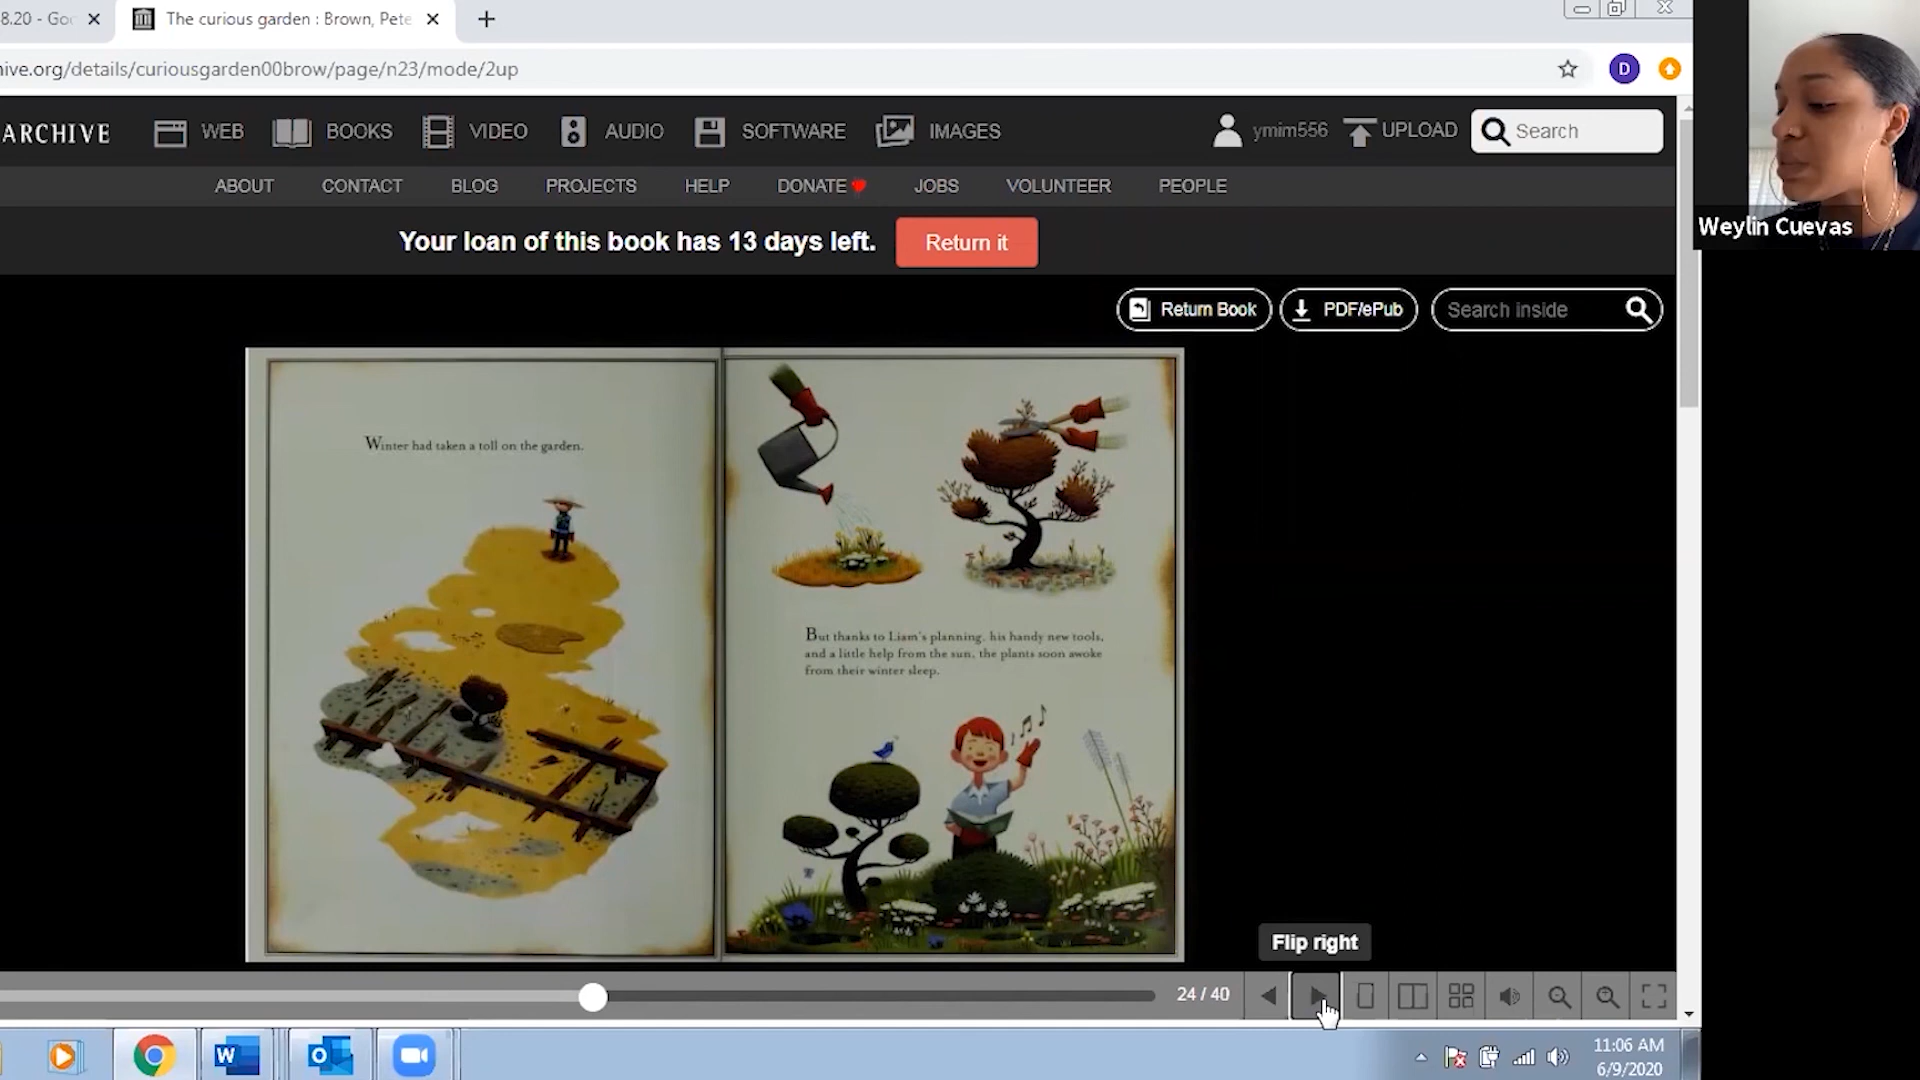 8.20 - Goo
The curious garden : Brown, Pete
hive.org/details/curiousgarden00brow/page/n23/mode/2up
D
ARCHIVE
WEB
BOOKS
VIDEO
AUDIO
SOFTWARE
IMAGES
ymim556
UPLOAD
Search
ABOUT
CONTACT
BLOG
PROJECTS
HELP
DONATE
JOBS
VOLUNTEER
PEOPLE
Weylin Cuevas
Your loan of this book has 13 days left.
Return it
Return Book
PDF/ePub
Search inside
Winter had taken a toll on the garden.
But thanks to Liam's planning, his handy new tools,
and a little help from the sun, the plants soon awoke
from their winter sleep.
Flip right
24 / 40
11:06 AM
6/9/2020